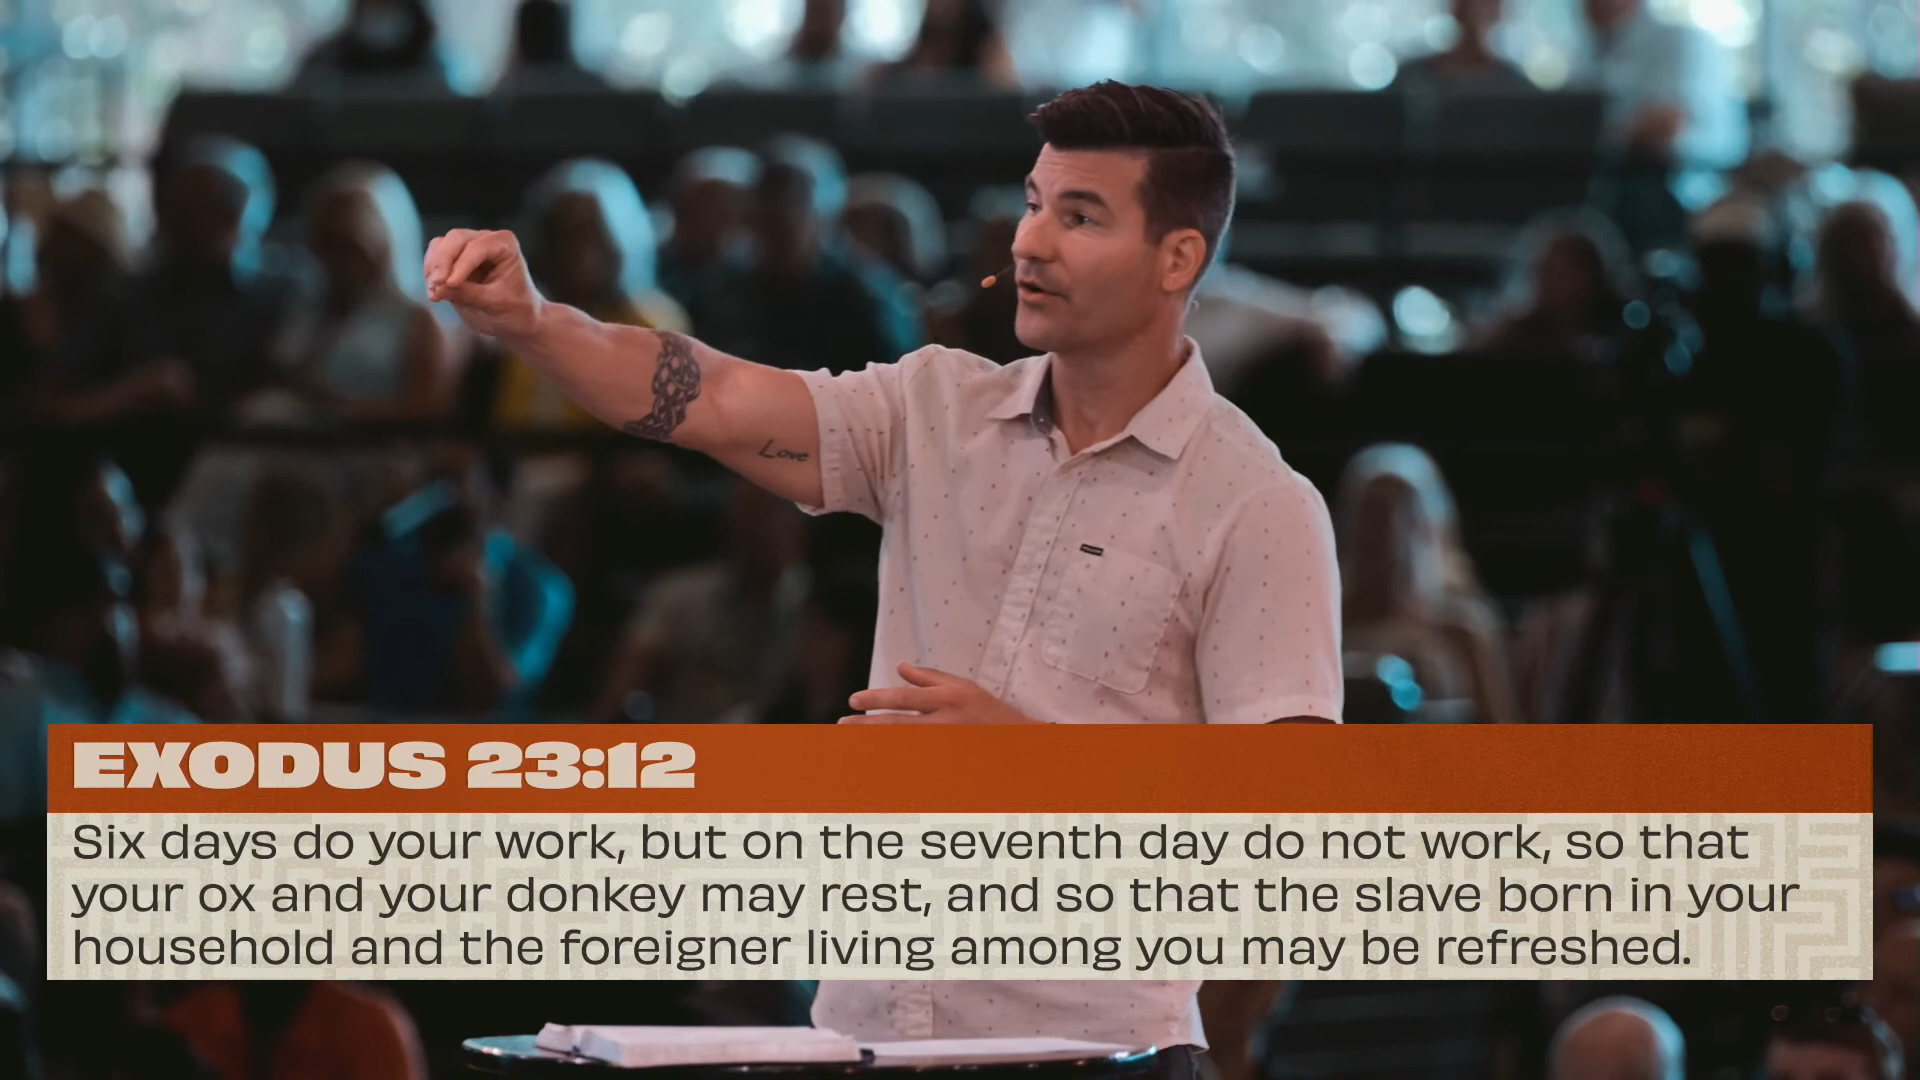 Love
EXODUS 23:12
Six days do your work, but on the seventh day do not work, so that
your ox and your donkey may rest, and so that the slave born in your
household and the foreigner living among you may be refreshed.